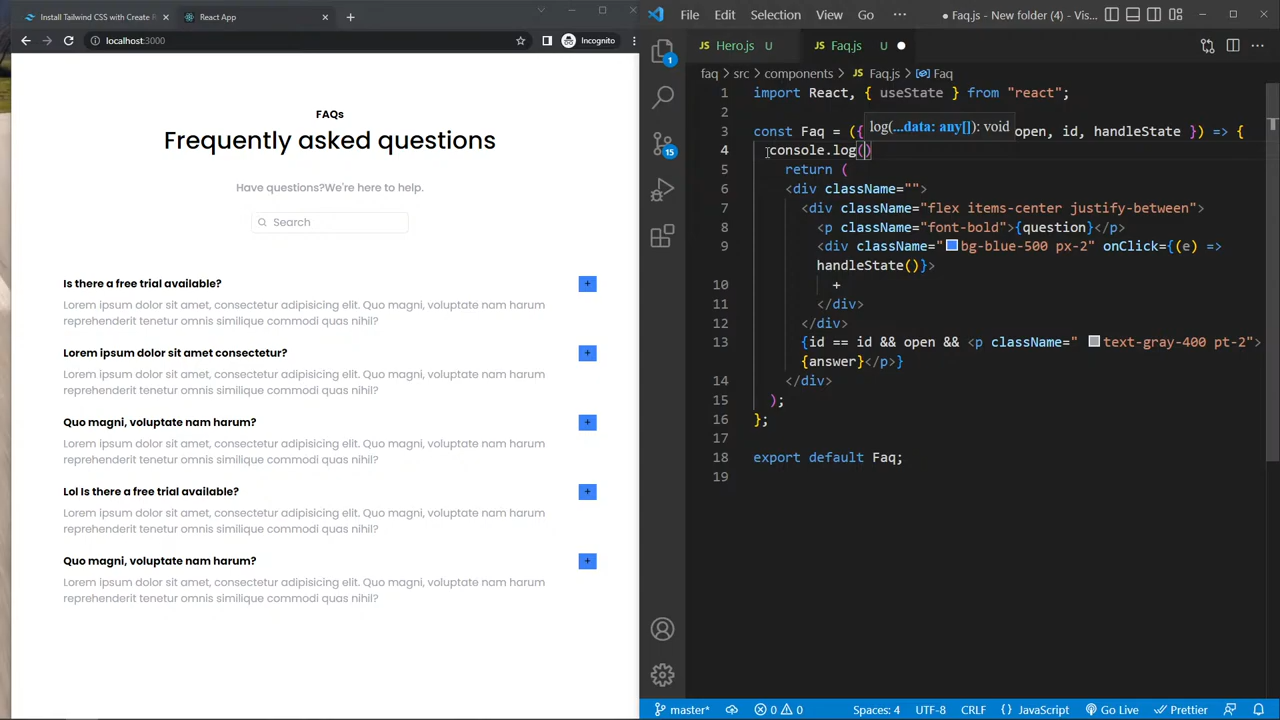 Install Tailwind CSS with Create R
React App
localhost:3000
Incognito
FAQs
Frequently asked questions
Have questions?We're here to help.
Search
Is there a free trial available?
+
Lorem ipsum dolor sit amet, consectetur adipisicing elit. Quo magni, voluptate nam harum
reprehenderit tenetur omnis similique commodi quas nihil?
Lorem ipsum dolor sit amet consectetur?
+
Lorem ipsum dolor sit amet, consectetur adipisicing elit. Quo magni, voluptate nam harum
reprehenderit tenetur omnis similique commodi quas nihil?
Quo magni, voluptate nam harum?
+
Lorem ipsum dolor sit amet, consectetur adipisicing elit. Quo magni, voluptate nam harum
reprehenderit tenetur omnis similique commodi quas nihil?
Lol Is there a free trial available?
+
Lorem ipsum dolor sit amet, consectetur adipisicing elit. Quo magni, voluptate nam harum
reprehenderit tenetur omnis similique commodi quas nihil?
Quo magni, voluptate nam harum?
+
Lorem ipsum dolor sit amet, consectetur adipisicing elit. Quo magni, voluptate nam harum
reprehenderit tenetur omnis similique commodi quas nihil?
File Edit Selection View Go ··· ● Faq.js - New folder (4) - Vis...
1
15
JS Hero.js U JS Faq.js U ●
faq > src > components > JS Faq.js > Faq
1 import React, { useState } from "react";
2
log(...data: any[]): void
3 const Faq = ({ open, id, handleState }) => {
4 console.log()
5 return (
6 <div className="">
7 <div className="flex items-center justify-between">
8 <p className="font-bold">{question}</p>
9 <div className="bg-blue-500 px-2" onClick={(e) =>
handleState()}>
10 +
11 </div>
12 </div>
13 {id == id && open && <p className=" text-gray-400 pt-2">
{answer}</p>}
14 </div>
15 );
16 };
17
18 export default Faq;
19
master* 0 0 Spaces: 4 UTF-8 CRLF {} JavaScript Go Live Prettier